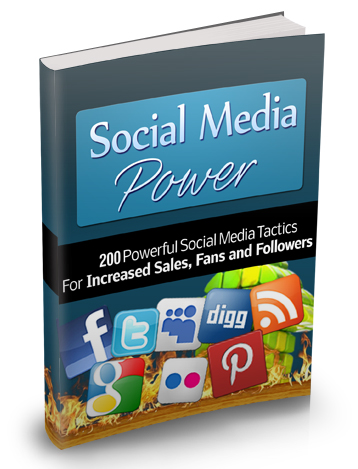 Social Media
Power
200 Powerful Social Media Tactics
For Increased Sales, Fans and Followers
f
t
digg
g
P